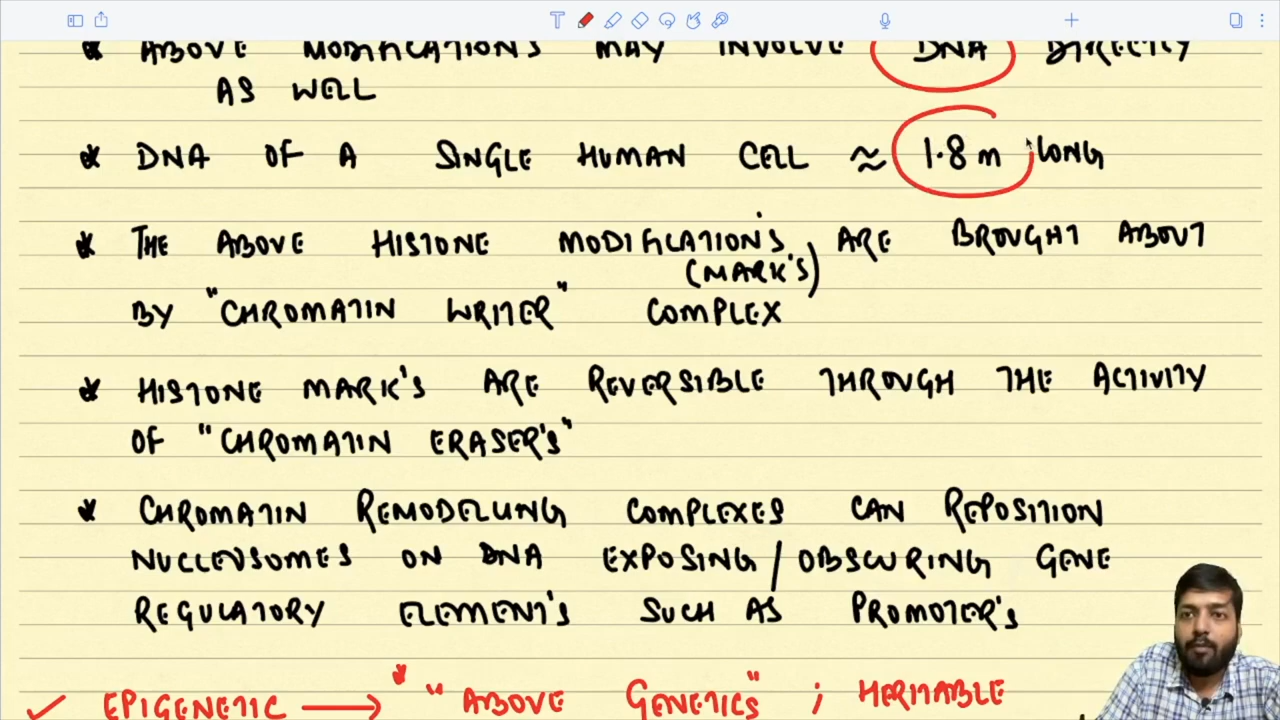 * ABOVE MODIFICATIONS MAY INVOLVE DNA DIRECTLY
AS WELL
* DNA OF A SINGLE HUMAN CELL ≈ 1.8 m LONG
* THE ABOVE HISTONE MODIFICATIONS ARE BROUGHT ABOUT
(MARK'S)
BY "CHROMATIN WRITER" COMPLEX
* HISTONE MARK'S ARE REVERSIBLE THROUGH THE ACTIVITY
OF "CHROMATIN ERASER'S"
* CHROMATIN REMODELLING COMPLEXES CAN REPOSITION
NUCLEUSOMES ON DNA EXPOSING / OBSCURING GENE
REGULATORY ELEMENT'S SUCH AS PROMOTER'S
✓ EPIGENETIC → * "ABOVE GENETICS" ; HERITABLE